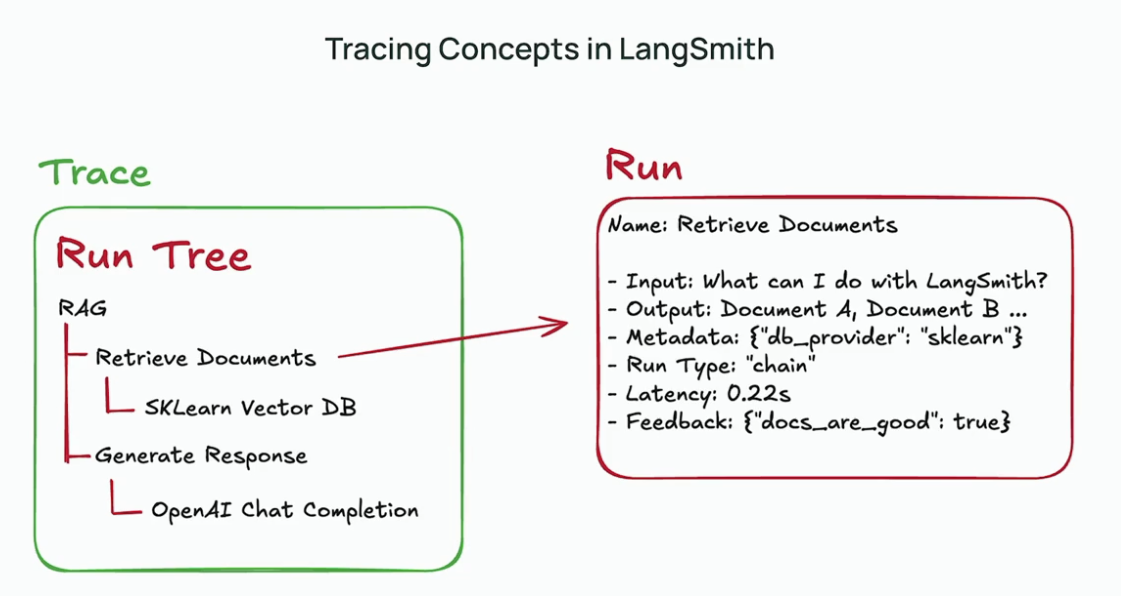 Tracing Concepts in LangSmith
Trace
Run Tree
RAG
Retrieve Documents
SKLearn Vector DB
Generate Response
OpenAI Chat Completion
Run
Name: Retrieve Documents
- Input: What can I do with LangSmith?
- Output: Document A, Document B ...
- Metadata: {"db_provider": "sklearn"}
- Run Type: "chain"
- Latency: 0.22s
- Feedback: {"docs_are_good": true}